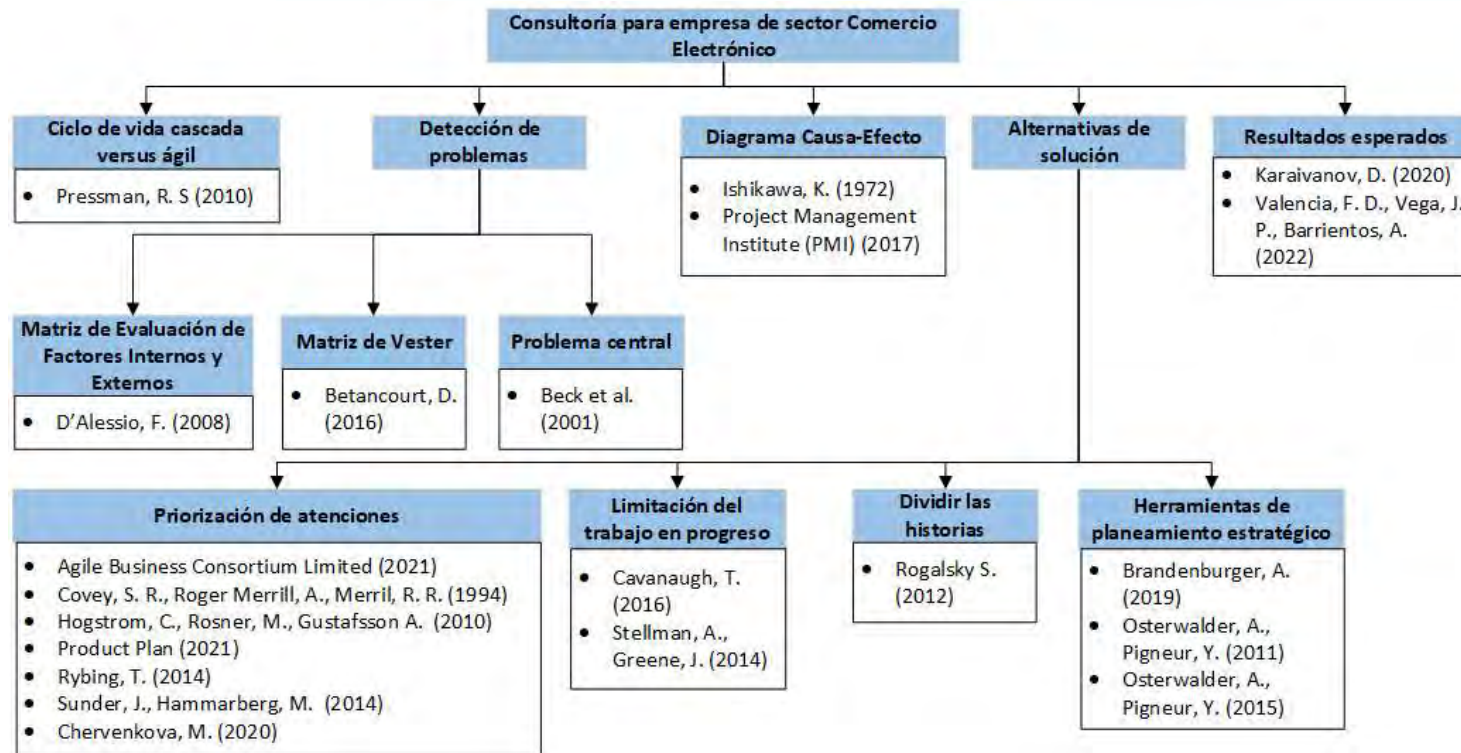 Consultoría para empresa de sector Comercio
Electrónico
Ciclo de vida cascada
versus ágil
• Pressman, R. S (2010)
Detección de
problemas
Diagrama Causa-Efecto
• Ishikawa, K. (1972)
• Project Management
Institute (PMI) (2017)
Alternativas de
solución
Resultados esperados
• Karaivanov, D. (2020)
• Valencia, F. D., Vega, J.
P., Barrientos, A.
(2022)
Matriz de Evaluación de
Factores Internos y
Externos
• D’Alessio, F. (2008)
Matriz de Vester
• Betancourt, D.
(2016)
Problema central
• Beck et al.
(2001)
Priorización de atenciones
• Agile Business Consortium Limited (2021)
• Covey, S. R., Roger Merrill, A., Merril, R. R. (1994)
• Hogstrom, C., Rosner, M., Gustafsson A. (2010)
• Product Plan (2021)
• Rybing, T. (2014)
• Sunder, J., Hammarberg, M. (2014)
• Chervenkova, M. (2020)
Limitación del
trabajo en progreso
• Cavanaugh, T.
(2016)
• Stellman, A.,
Greene, J. (2014)
Dividir las
historias
• Rogalsky S.
(2012)
Herramientas de
planeamiento estratégico
• Brandenburger, A.
(2019)
• Osterwalder, A.,
Pigneur, Y. (2011)
• Osterwalder, A.,
Pigneur, Y. (2015)